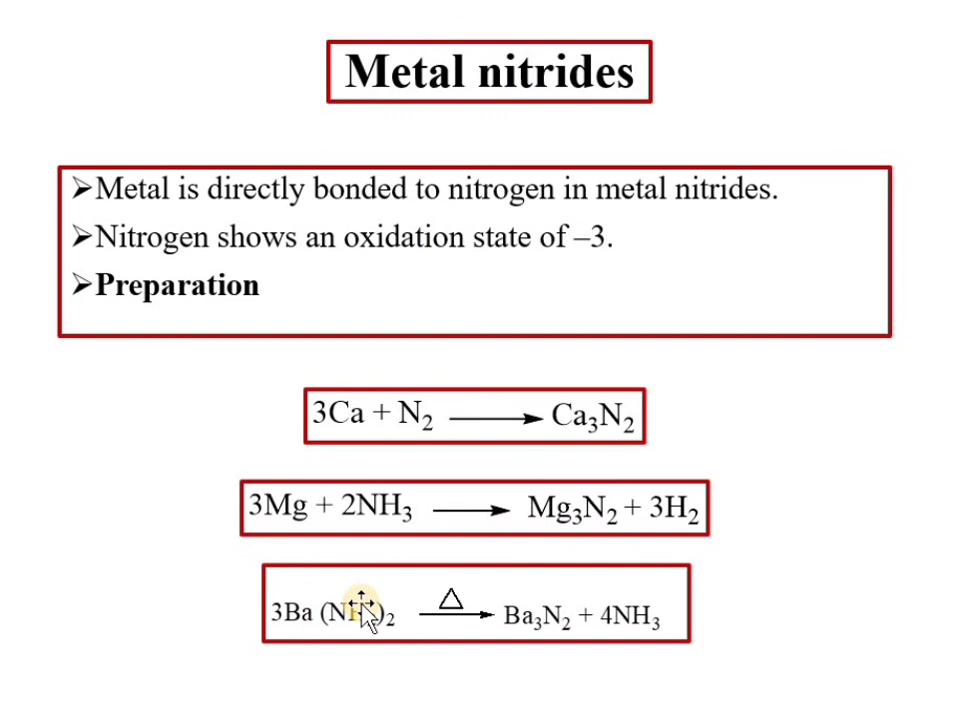 Metal nitrides
➢Metal is directly bonded to nitrogen in metal nitrides.
➢Nitrogen shows an oxidation state of –3.
➢Preparation
3Ca + N₂ ⟶ Ca₃N₂
3Mg + 2NH₃ ⟶ Mg₃N₂ + 3H₂
3Ba ⟶ Ba₃N₂ + 4NH₃